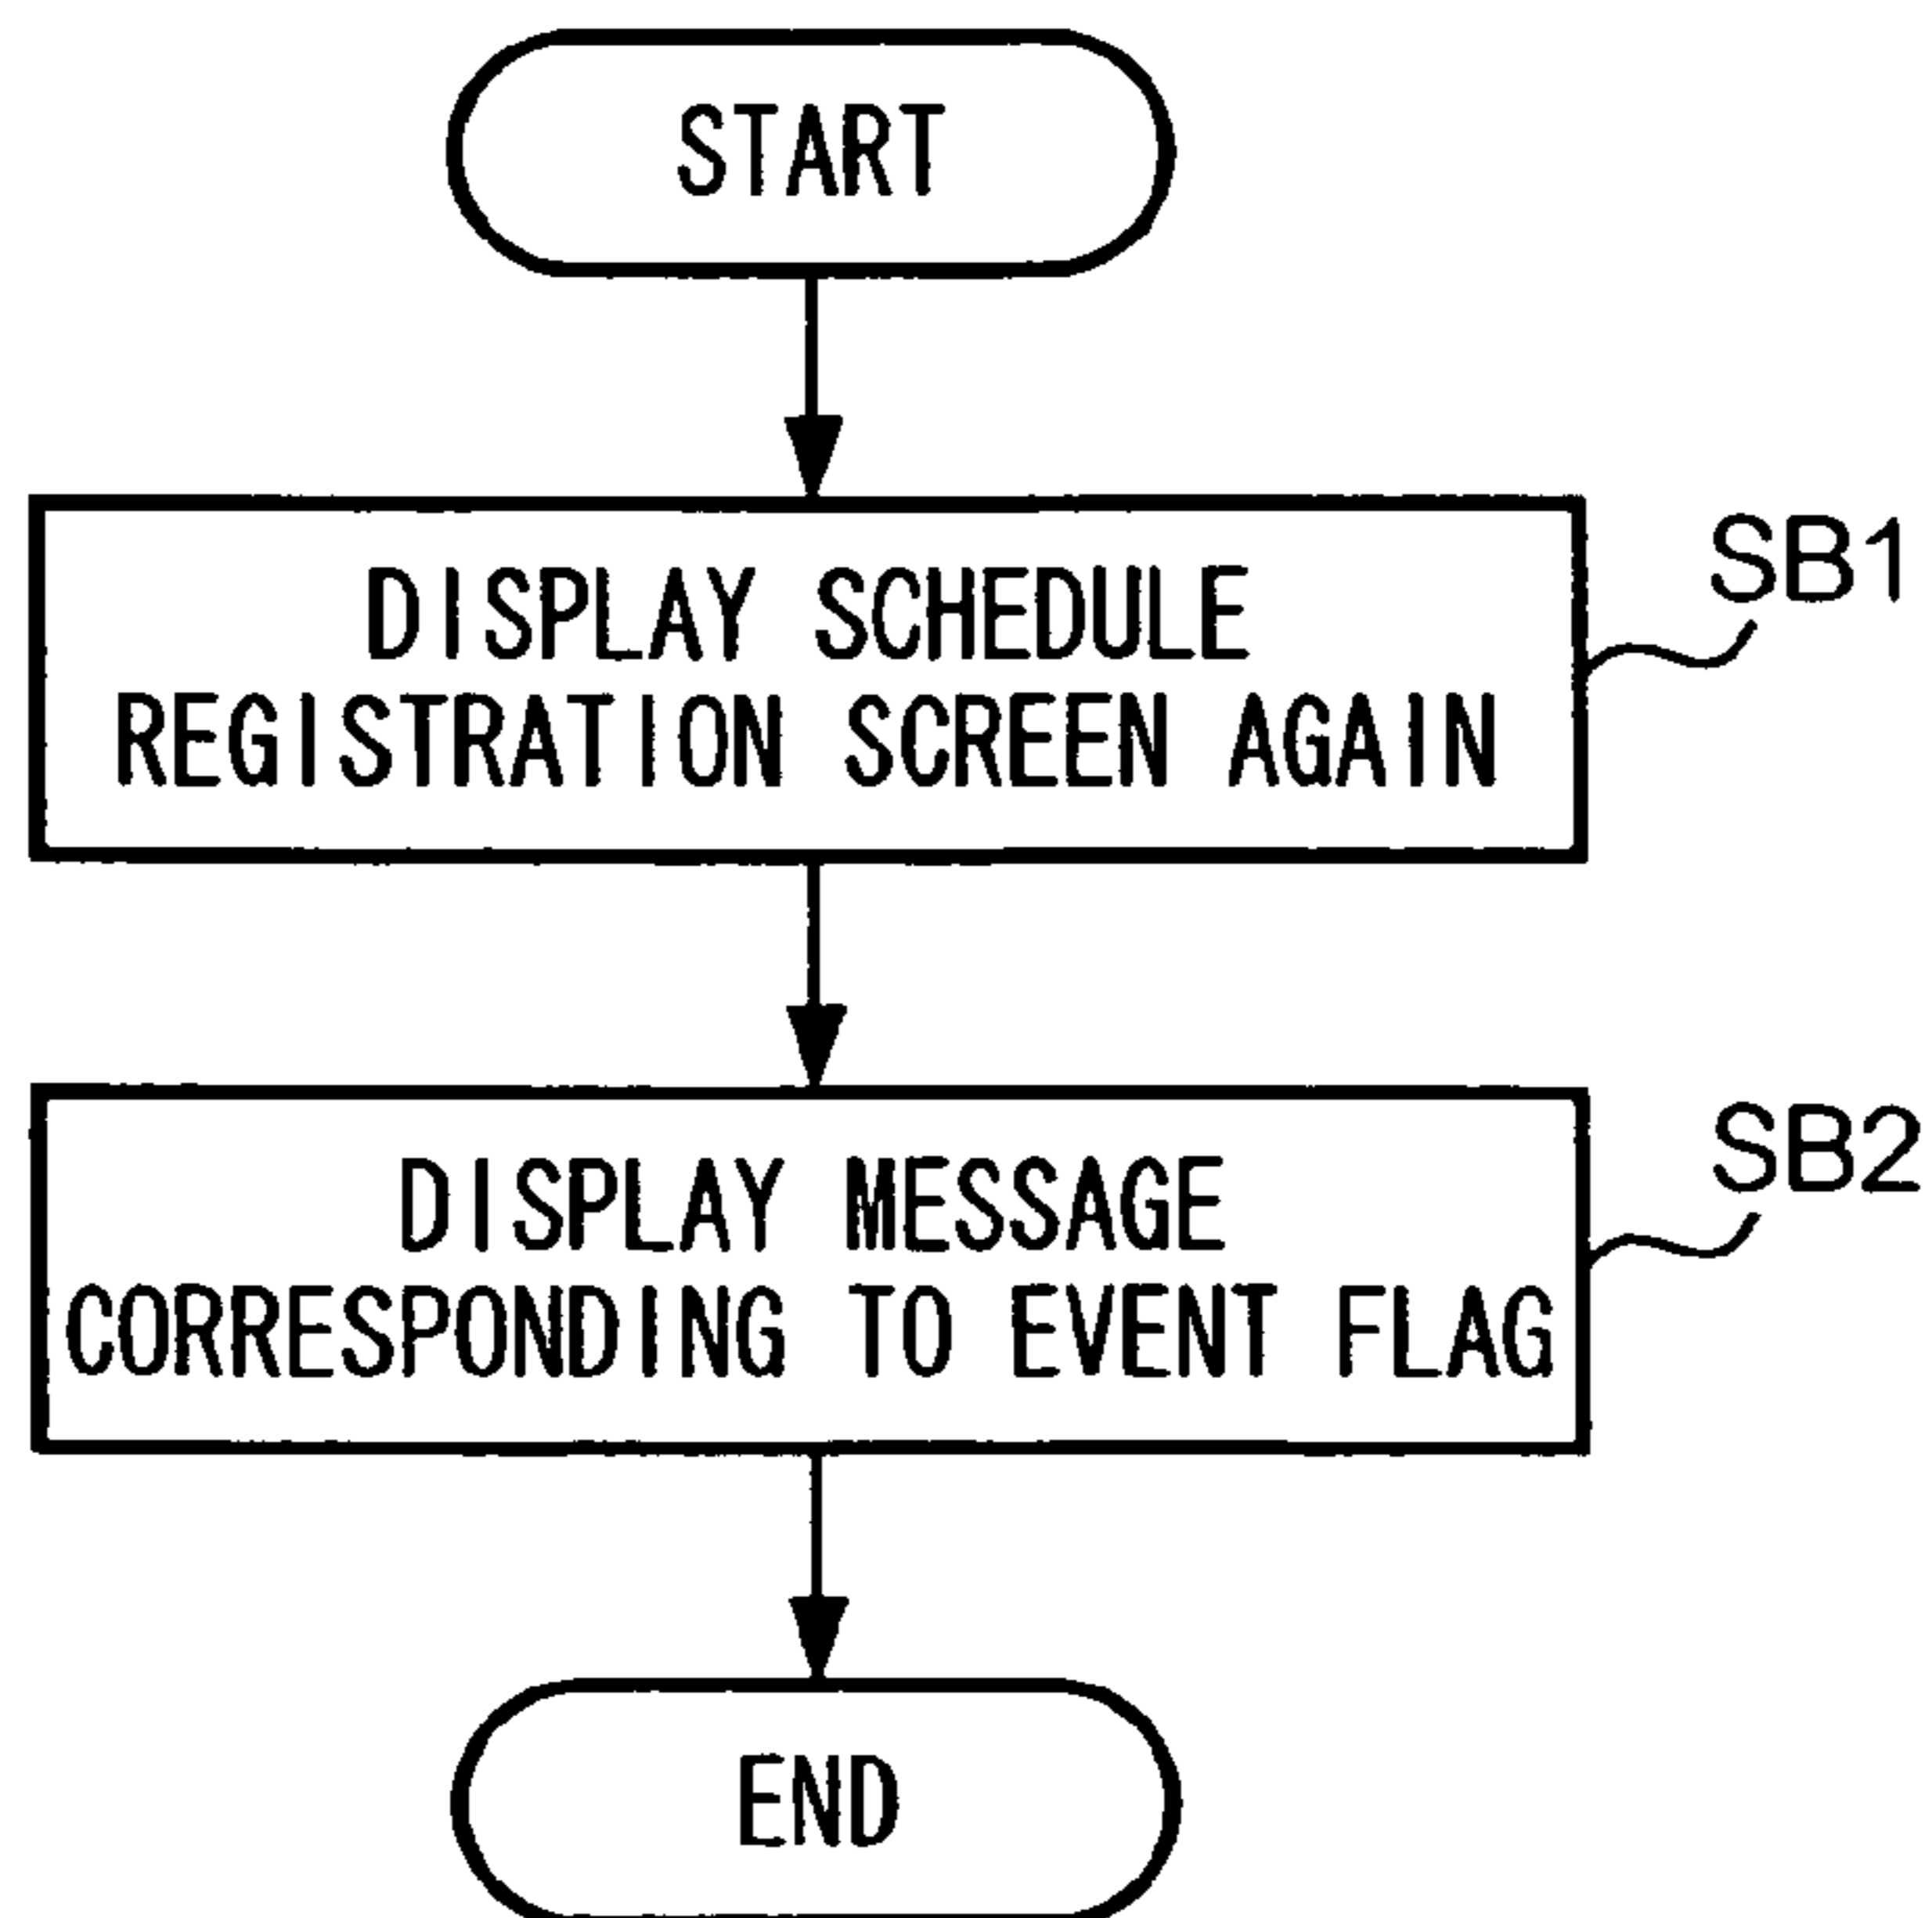 START
DISPLAY SCHEDULE
REGISTRATION SCREEN AGAIN
SB1
DISPLAY MESSAGE
CORRESPONDING TO EVENT FLAG
SB2
END